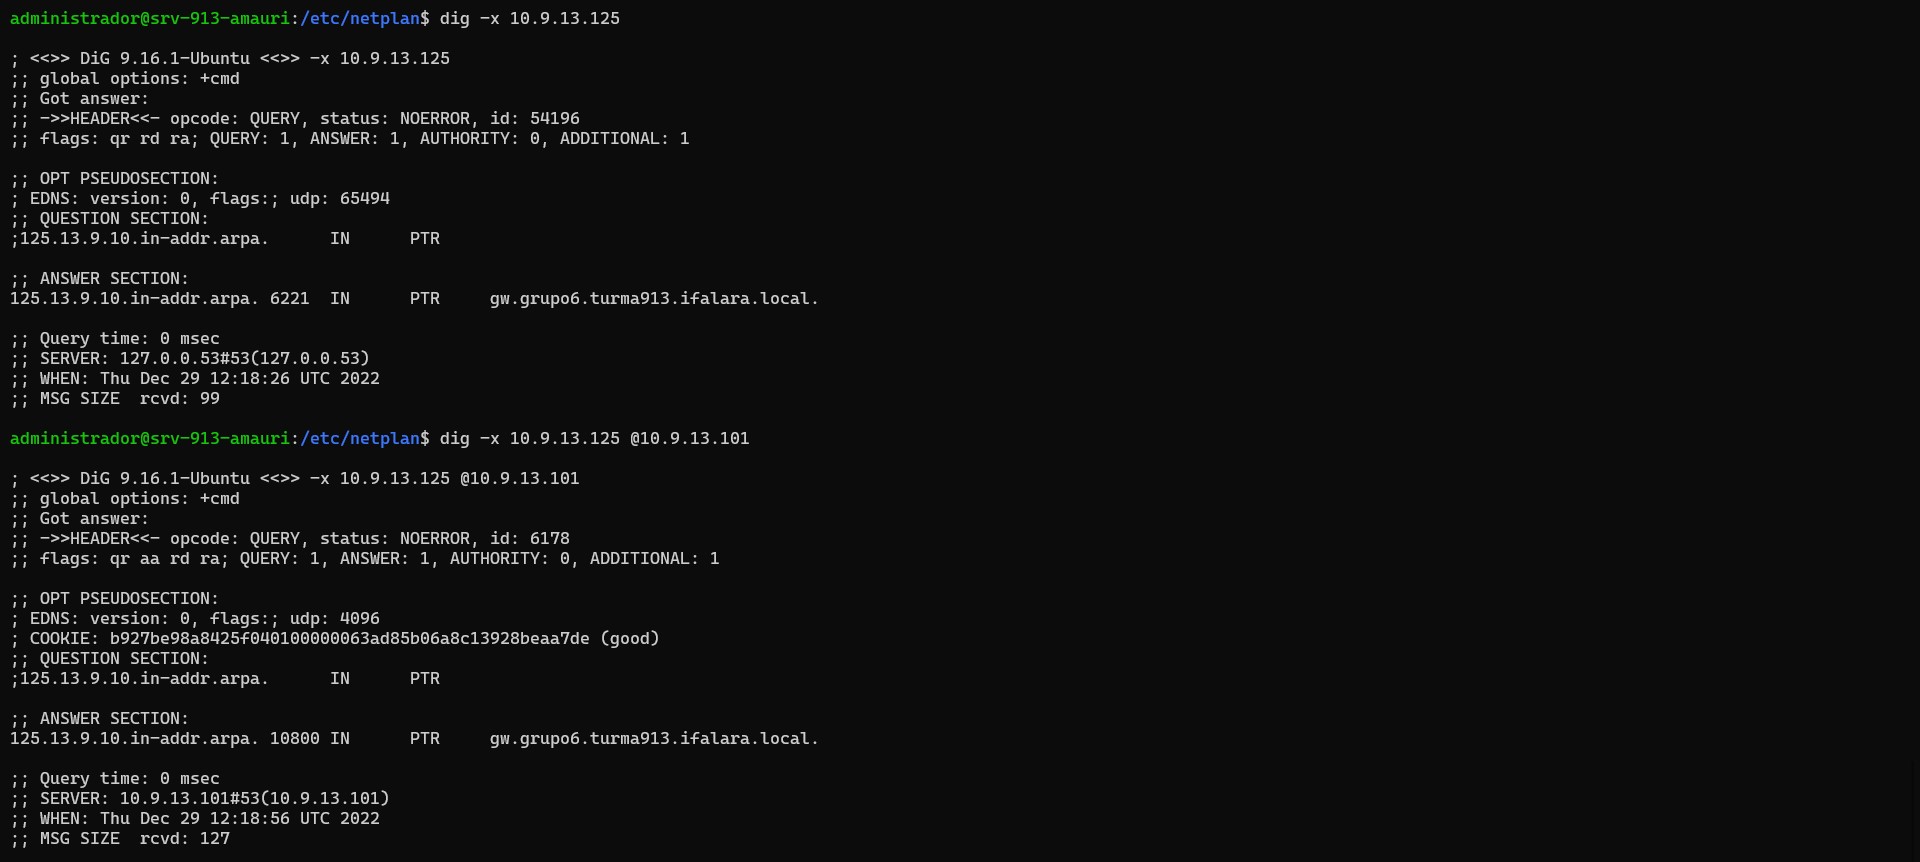 administrador@srv-913-amauri:/etc/netplan$ dig -x 10.9.13.125

; <<>> DiG 9.16.1-Ubuntu <<>> -x 10.9.13.125
;; global options: +cmd
;; Got answer:
;; ->>HEADER<<- opcode: QUERY, status: NOERROR, id: 54196
;; flags: qr rd ra; QUERY: 1, ANSWER: 1, AUTHORITY: 0, ADDITIONAL: 1

;; OPT PSEUDOSECTION:
; EDNS: version: 0, flags:; udp: 65494
;; QUESTION SECTION:
;125.13.9.10.in-addr.arpa.      IN      PTR

;; ANSWER SECTION:
125.13.9.10.in-addr.arpa. 6221  IN      PTR     gw.grupo6.turma913.ifalara.local.

;; Query time: 0 msec
;; SERVER: 127.0.0.53#53(127.0.0.53)
;; WHEN: Thu Dec 29 12:18:26 UTC 2022
;; MSG SIZE  rcvd: 99

administrador@srv-913-amauri:/etc/netplan$ dig -x 10.9.13.125 @10.9.13.101

; <<>> DiG 9.16.1-Ubuntu <<>> -x 10.9.13.125 @10.9.13.101
;; global options: +cmd
;; Got answer:
;; ->>HEADER<<- opcode: QUERY, status: NOERROR, id: 6178
;; flags: qr aa rd ra; QUERY: 1, ANSWER: 1, AUTHORITY: 0, ADDITIONAL: 1

;; OPT PSEUDOSECTION:
; EDNS: version: 0, flags:; udp: 4096
; COOKIE: b927be98a8425f040100000063ad85b06a8c13928beaa7de (good)
;; QUESTION SECTION:
;125.13.9.10.in-addr.arpa.      IN      PTR

;; ANSWER SECTION:
125.13.9.10.in-addr.arpa. 10800 IN      PTR     gw.grupo6.turma913.ifalara.local.

;; Query time: 0 msec
;; SERVER: 10.9.13.101#53(10.9.13.101)
;; WHEN: Thu Dec 29 12:18:56 UTC 2022
;; MSG SIZE  rcvd: 127